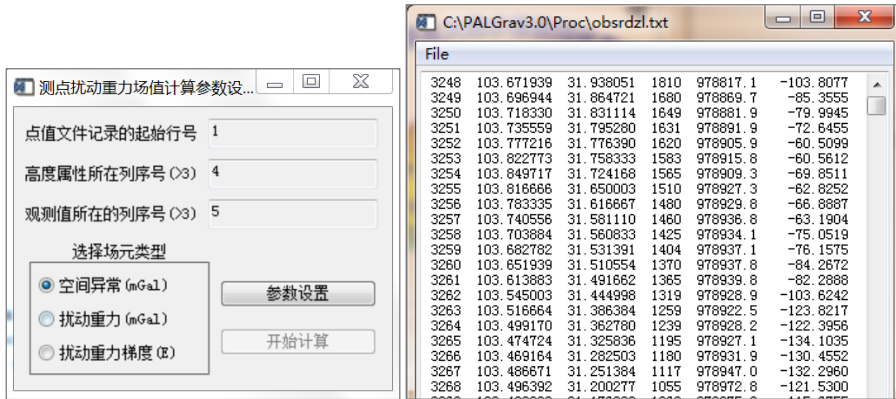 测点扰动重力场值计算参数设...
点值文件记录的起始行号 1
高度属性所在列序号(>3) 4
观测值所在的列序号(>3) 5
选择场元类型
空间异常(mGal)
扰动重力(mGal)
扰动重力梯度(E)
参数设置
开始计算
C:\PALGrav3.0\Proc\obsrdzl.txt
File
3248 103.671939 31.938051 1810 978817.1 -103.8077
3249 103.696944 31.864721 1680 978869.7 -85.3555
3250 103.718330 31.831114 1649 978881.9 -79.9945
3251 103.735559 31.795280 1631 978891.9 -72.6455
3252 103.777216 31.776390 1620 978905.9 -60.5099
3253 103.822773 31.758333 1583 978915.8 -60.5612
3254 103.849717 31.724168 1565 978909.3 -69.8511
3255 103.816666 31.650003 1510 978927.3 -62.8252
3256 103.783335 31.616667 1480 978929.8 -66.8887
3257 103.740556 31.581110 1460 978936.8 -63.1904
3258 103.703884 31.560833 1425 978934.1 -75.0519
3259 103.682782 31.531391 1404 978937.1 -76.1575
3260 103.651939 31.510554 1370 978937.8 -84.2672
3261 103.613883 31.491662 1365 978939.8 -82.2888
3262 103.545003 31.444998 1319 978928.9 -103.6242
3263 103.516664 31.386384 1259 978922.5 -123.8217
3264 103.499170 31.362780 1239 978928.2 -122.3956
3265 103.474724 31.325836 1195 978927.1 -134.1035
3266 103.469164 31.282503 1180 978931.9 -130.4552
3267 103.486671 31.251384 1117 978947.0 -132.2960
3268 103.496392 31.200277 1055 978972.8 -121.5300